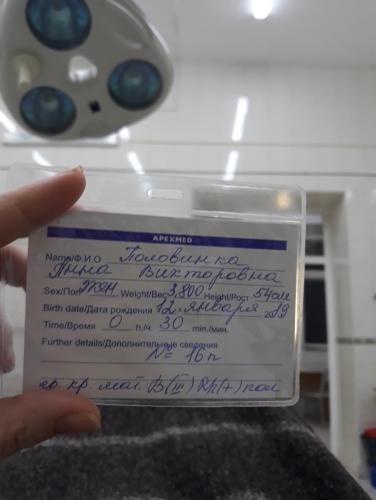 APEXMED
Name/Ф.И.О Половинка
Анна Викторовна
Sex/Пол жен Weight/Вес 3,800 Height/Рост 54см
Birth date/Дата рождения 12 января 2019
Time/Время 0 h/ч. 30 min./мин.
Further details/Дополнительные сведения
№ 16п
гр. кр. мат. B(III) Rh(+) пол